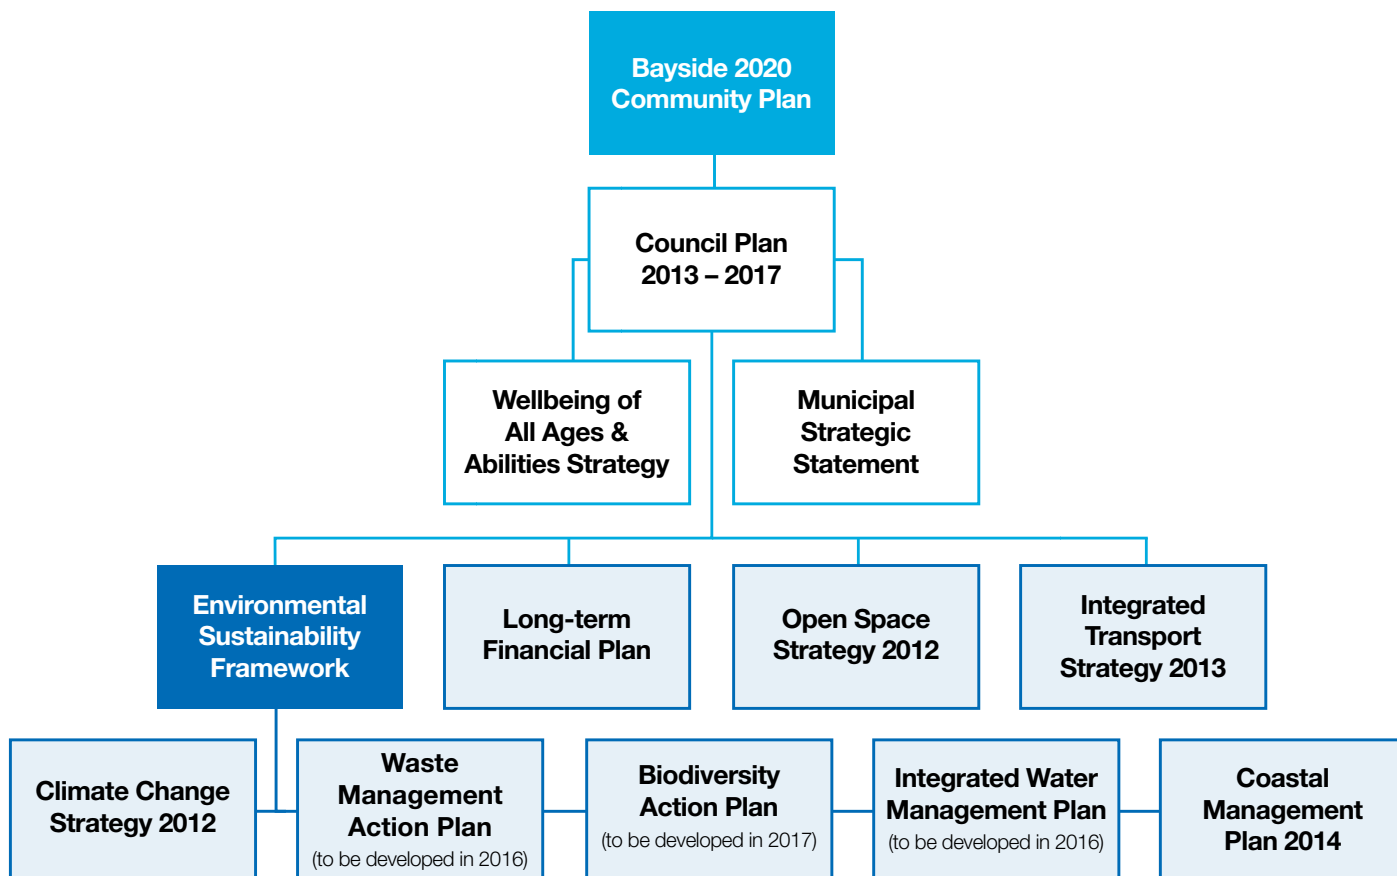 Bayside 2020
Community Plan
Council Plan
2013 – 2017
Wellbeing of
All Ages &
Abilities Strategy
Municipal
Strategic
Statement
Environmental
Sustainability
Framework
Long-term
Financial Plan
Open Space
Strategy 2012
Integrated
Transport
Strategy 2013
Climate Change
Strategy 2012
Waste
Management
Action Plan
(to be developed in 2016)
Biodiversity
Action Plan
(to be developed in 2017)
Integrated Water
Management Plan
(to be developed in 2016)
Coastal
Management
Plan 2014